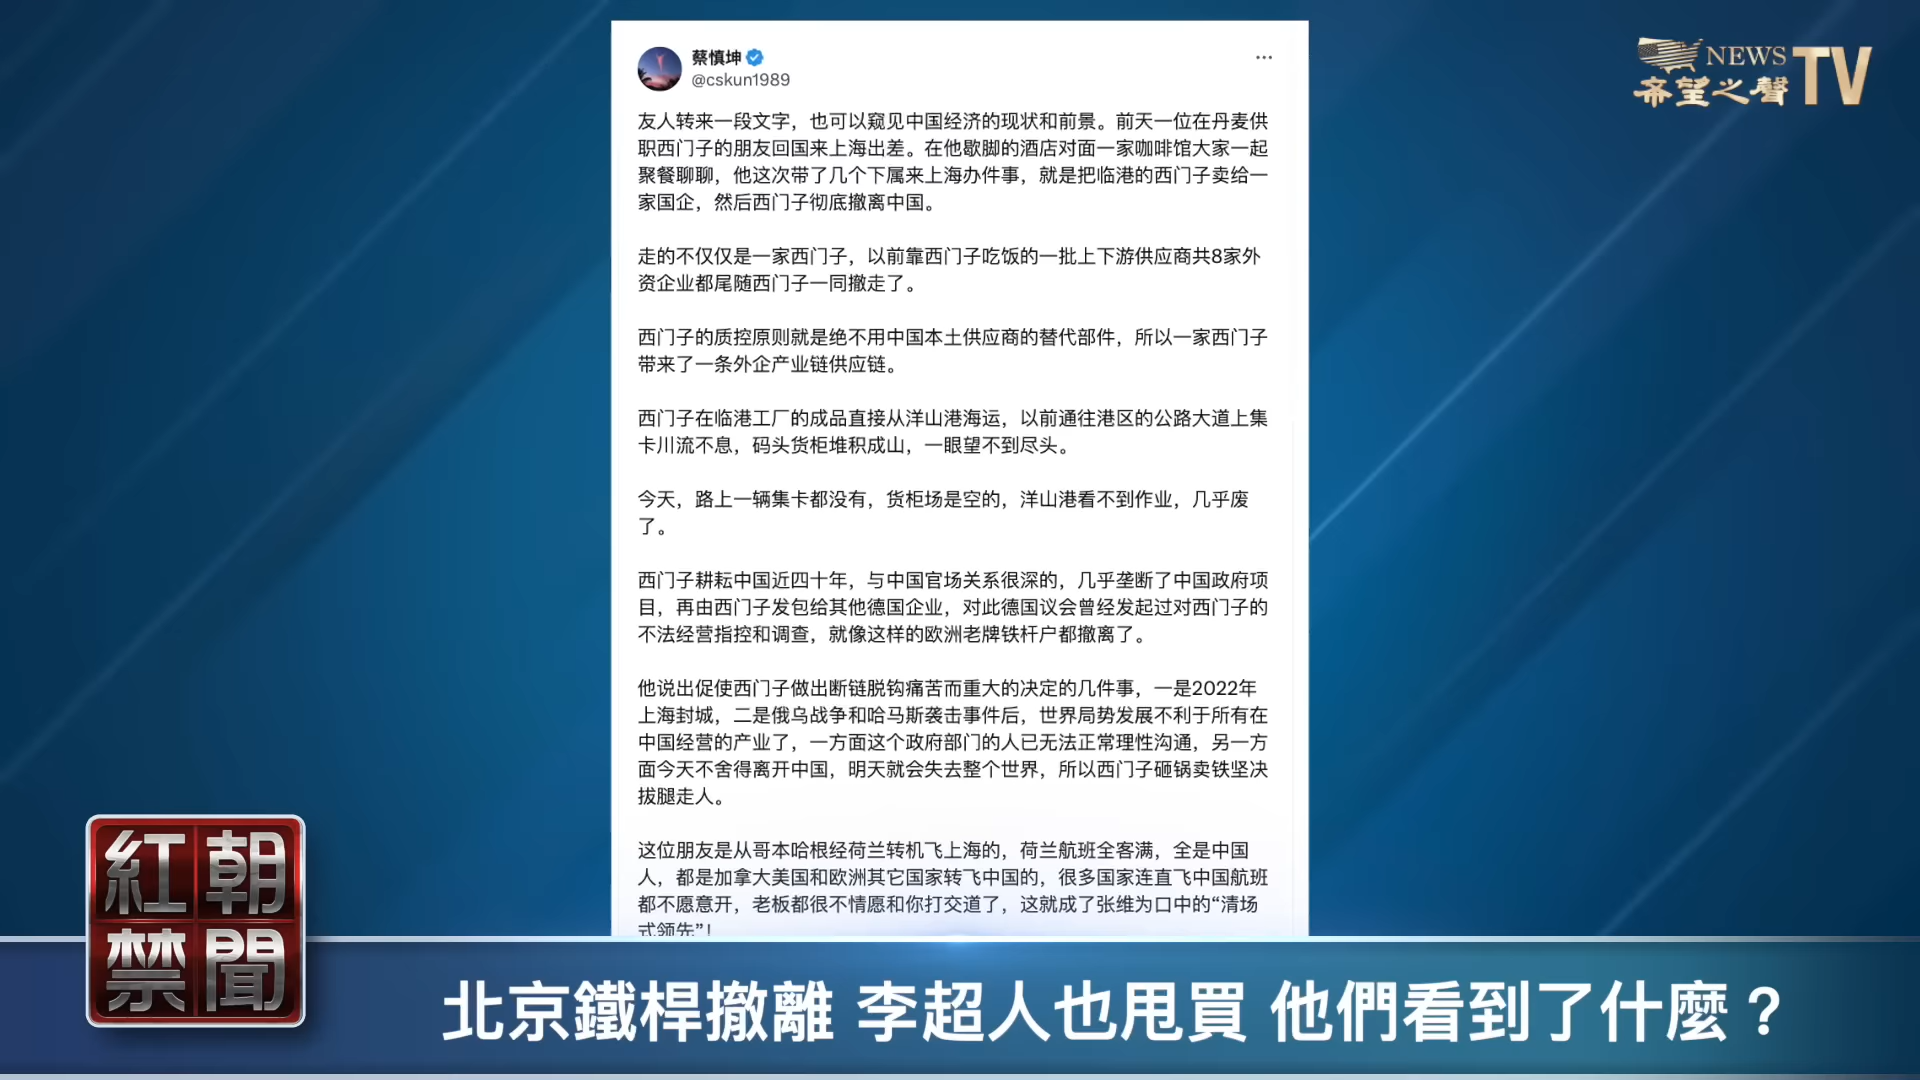 蔡慎坤
@cskun1989
友人转来一段文字，也可以窥见中国经济的现状和前景。前天一位在丹麦供
职西门子的朋友回国来上海出差。在他歇脚的酒店对面一家咖啡馆大家一起
聚餐聊聊，他这次带了几个下属来上海办件事，就是把临港的西门子卖给一
家国企，然后西门子彻底撤离中国。
走的不仅仅是一家西门子，以前靠西门子吃饭的一批上下游供应商共8家外
资企业都尾随西门子一同撤走了。
西门子的质控原则就是绝不用中国本土供应商的替代部件，所以一家西门子
带来了一条外企产业链供应链。
西门子在临港工厂的成品直接从洋山港海运，以前通往港区的公路大道上集
卡川流不息，码头货柜堆积成山，一眼望不到尽头。
今天，路上一辆集卡都没有，货柜场是空的，洋山港看不到作业，几乎废
了。
西门子耕耘中国近四十年，与中国官场关系很深的，几乎垄断了中国政府项
目，再由西门子发包给其他德国企业，对此德国议会曾经发起过对西门子的
不法经营指控和调查，就像这样的欧洲老牌铁杆户都撤离了。
他说出促使西门子做出断链脱钩痛苦而重大的决定的几件事，一是2022年
上海封城，二是俄乌战争和哈马斯袭击事件后，世界局势发展不利于所有在
中国经营的产业了，一方面这个政府部门的人已无法正常理性沟通，另一方
面今天不舍得离开中国，明天就会失去整个世界，所以西门子砸锅卖铁坚决
拔腿走人。
这位朋友是从哥本哈根经荷兰转机飞上海的，荷兰航班全客满，全是中国
人，都是加拿大美国和欧洲其它国家转飞中国的，很多国家连直飞中国航班
都不愿意开，老板都很不情愿和你打交道了，这就成了张维为口中的“清场
式领先”！
NEWS
希望之聲
TV
紅朝
禁聞
北京鐵桿撤離 李超人也甩買 他們看到了什麼？